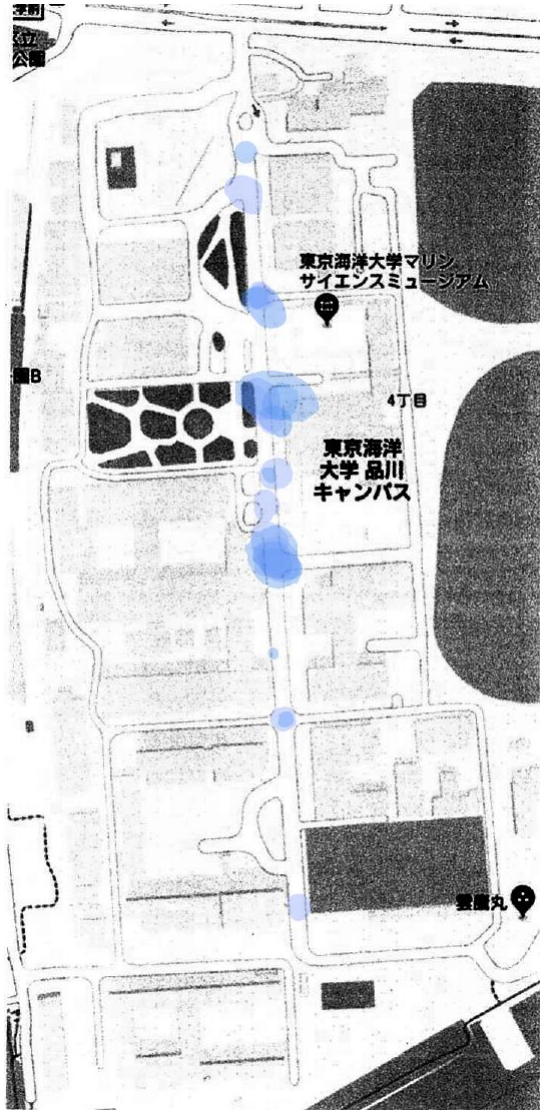 公園
東京海洋大学マリン
サイエンスミュージアム
4丁目
東京海洋
大学 品川
キャンパス
雲鷹丸